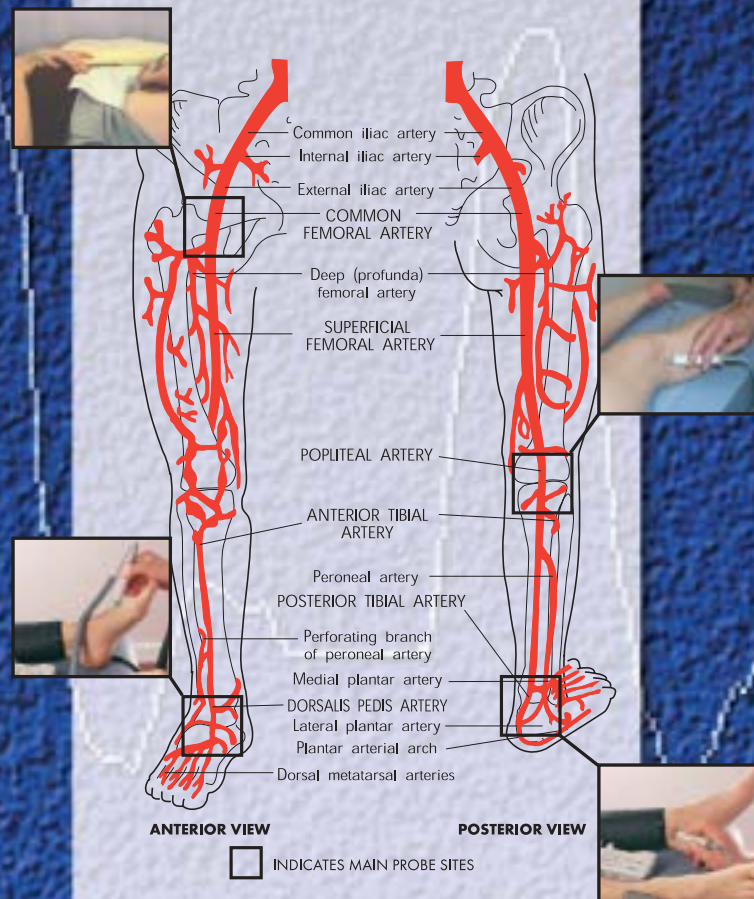 Common iliac artery
Internal iliac artery
External iliac artery
COMMON
FEMORAL ARTERY
Deep (profunda)
femoral artery
SUPERFICIAL
FEMORAL ARTERY
POPLITEAL ARTERY
ANTERIOR TIBIAL
ARTERY
Peroneal artery
POSTERIOR TIBIAL ARTERY
Perforating branch
of peroneal artery
Medial plantar artery
DORSALIS PEDIS ARTERY
Lateral plantar artery
Plantar arterial arch
Dorsal metatarsal arteries
ANTERIOR VIEW
POSTERIOR VIEW
INDICATES MAIN PROBE SITES